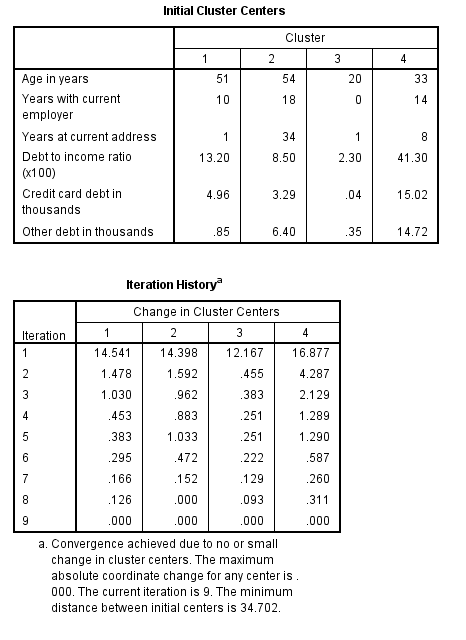 Initial Cluster Centers
Cluster
1 2 3 4
Age in years 51 54 20 33
Years with current
employer 10 18 0 14
Years at current address 1 34 1 8
Debt to income ratio
(x100) 13.20 8.50 2.30 41.30
Credit card debt in
thousands 4.96 3.29 .04 15.02
Other debt in thousands .85 6.40 .35 14.72
Iteration Historyª
Change in Cluster Centers
Iteration 1 2 3 4
1 14.541 14.398 12.167 16.877
2 1.478 1.592 .455 4.287
3 1.030 .962 .383 2.129
4 .453 .883 .251 1.289
5 .383 1.033 .251 1.290
6 .295 .472 .222 .587
7 .166 .152 .129 .260
8 .126 .000 .093 .311
9 .000 .000 .000 .000
a. Convergence achieved due to no or small
change in cluster centers. The maximum
absolute coordinate change for any center is .
000. The current iteration is 9. The minimum
distance between initial centers is 34.702.